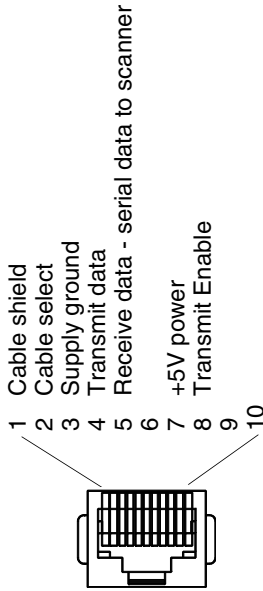 1 Cable shield
2 Cable select
3 Supply ground
4 Transmit data
5 Receive data - serial data to scanner
6
7 +5V power
8 Transmit Enable
9
10